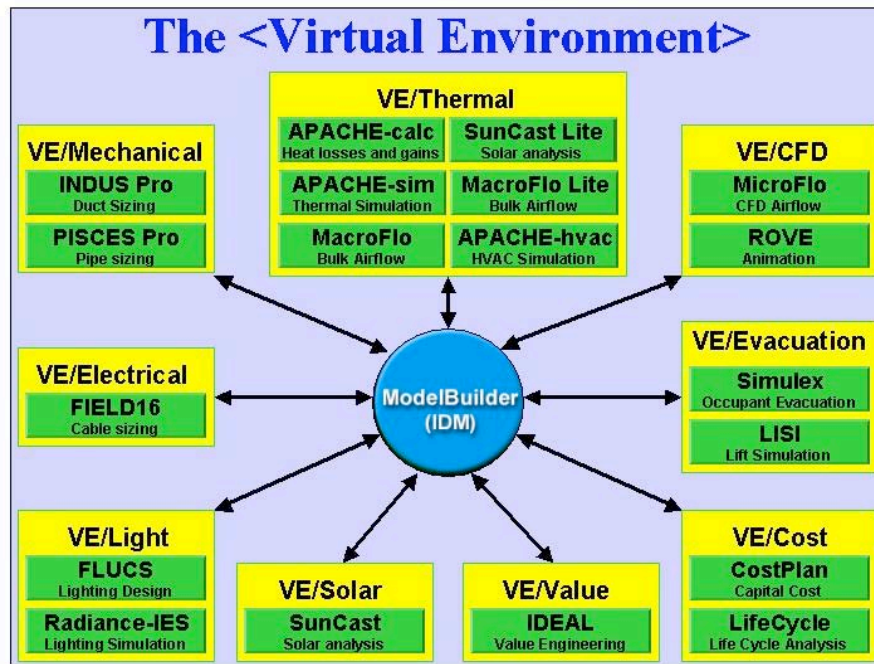 The <Virtual Environment>
VE/Thermal
APACHE-calc
Heat losses and gains
SunCast Lite
Solar analysis
APACHE-sim
Thermal Simulation
MacroFlo Lite
Bulk Airflow
MacroFlo
Bulk Airflow
APACHE-hvac
HVAC Simulation
VE/Mechanical
INDUS Pro
Duct Sizing
PISCES Pro
Pipe sizing
VE/CFD
MicroFlo
CFD Airflow
ROVE
Animation
VE/Electrical
FIELD16
Cable sizing
ModelBuilder
(IDM)
VE/Evacuation
Simulex
Occupant Evacuation
LISI
Lift Simulation
VE/Light
FLUCS
Lighting Design
Radiance-IES
Lighting Simulation
VE/Solar
SunCast
Solar analysis
VE/Value
IDEAL
Value Engineering
VE/Cost
CostPlan
Capital Cost
LifeCycle
Life Cycle Analysis